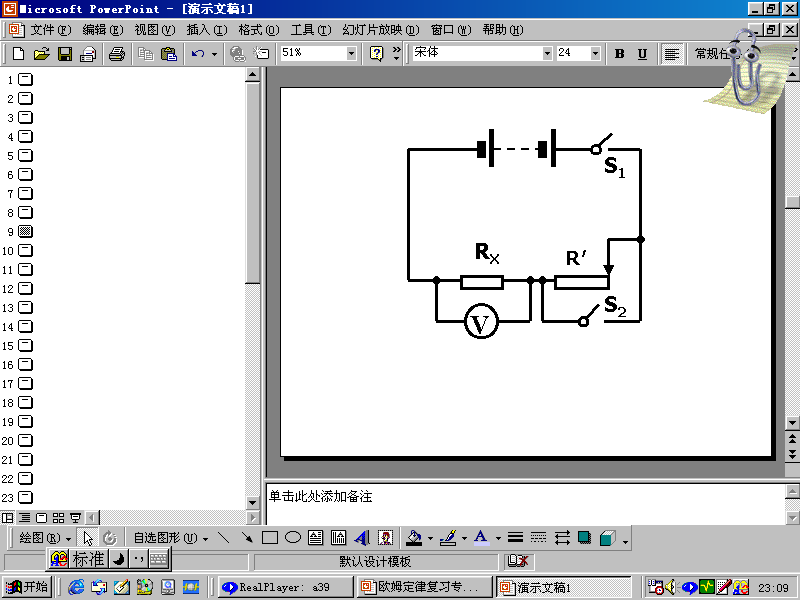 Microsoft PowerPoint - [演示文稿1]
文件(F) 编辑(E) 视图(V) 插入(I) 格式(O) 工具(T) 幻灯片放映(D) 窗口(W) 帮助(H)
51% 宋体 24 B U 常规任
1
2
3
4
5
6
7
8
9
10
11
12
13
14
15
16
17
18
19
20
21
22
23
S1
RX R′
S2
V
单击此处添加备注
绘图(R) 自选图形(U) A A
标准
默认设计模板
开始 RealPlayer: a39 欧姆定律复习专... 演示文稿1 23:09